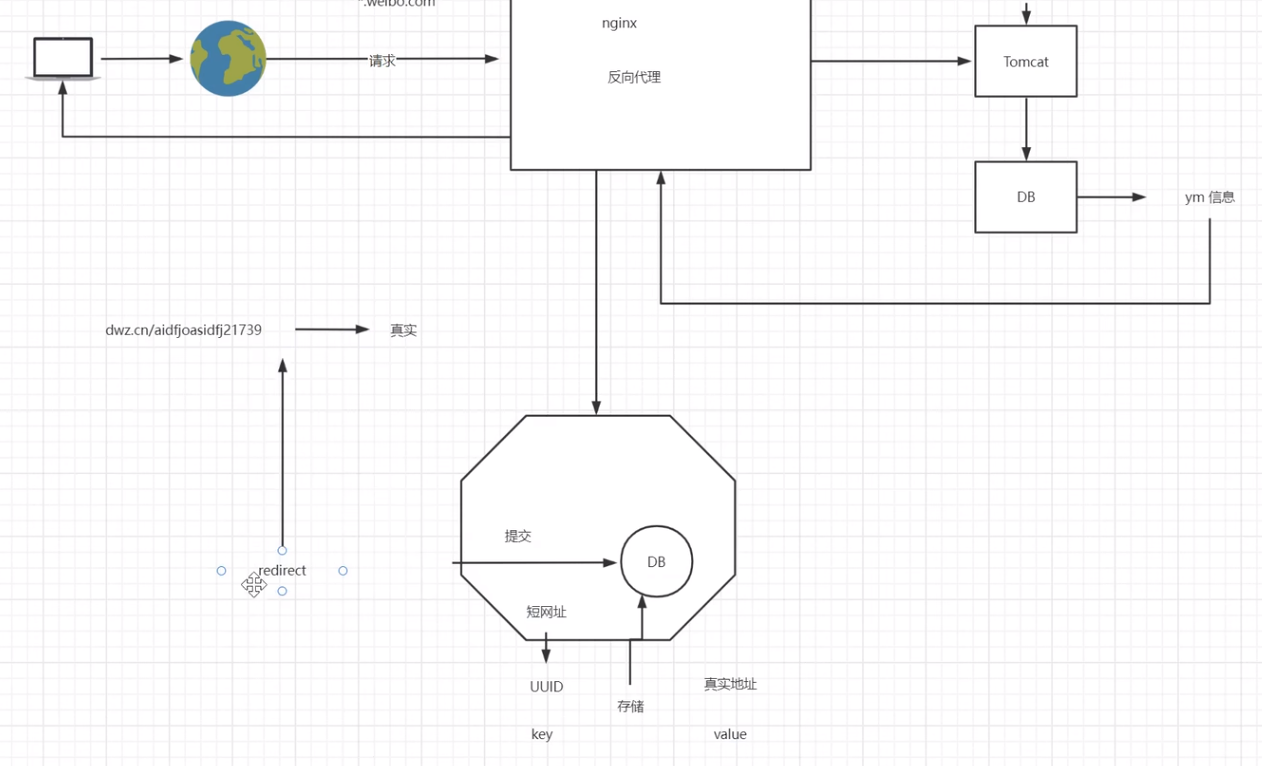 *.weibo.com
nginx
请求
反向代理
Tomcat
DB
ym 信息
dwz.cn/aidfjoasidfj21739
真实
提交
DB
redirect
短网址
UUID
存储
真实地址
key
value